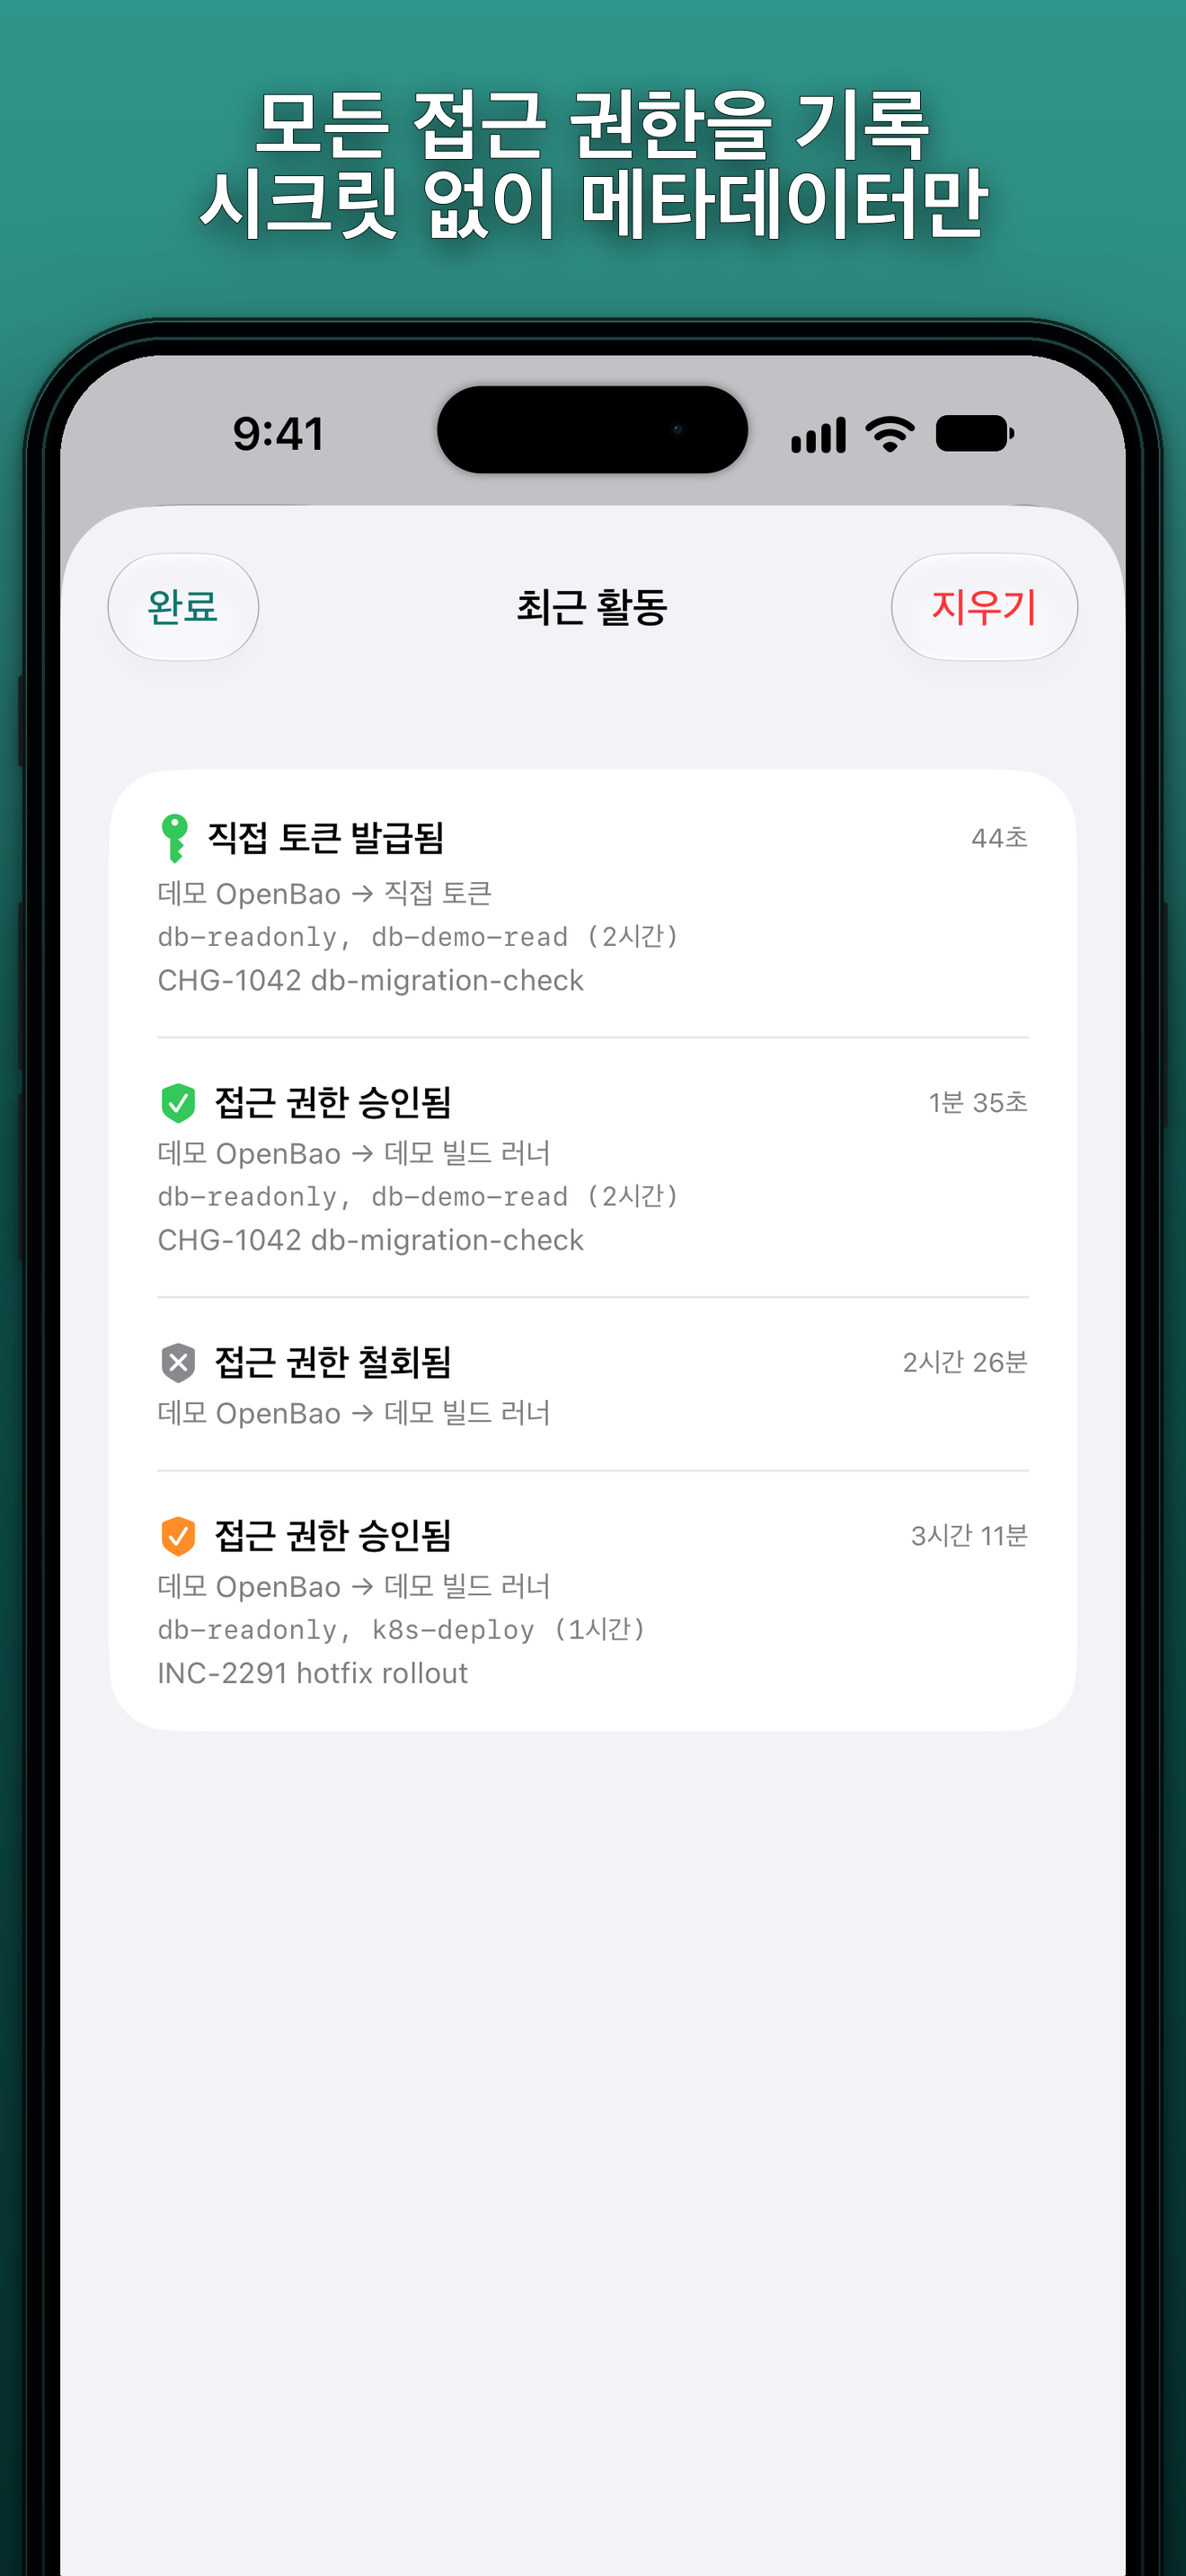 모든 접근 권한을 기록
시크릿 없이 메타데이터만
9:41
완료
최근 활동
지우기
직접 토큰 발급됨
44초
데모 OpenBao → 직접 토큰
db-readonly, db-demo-read (2시간)
CHG-1042 db-migration-check
접근 권한 승인됨
1분 35초
데모 OpenBao → 데모 빌드 러너
db-readonly, db-demo-read (2시간)
CHG-1042 db-migration-check
접근 권한 철회됨
2시간 26분
데모 OpenBao → 데모 빌드 러너
접근 권한 승인됨
3시간 11분
데모 OpenBao → 데모 빌드 러너
db-readonly, k8s-deploy (1시간)
INC-2291 hotfix rollout